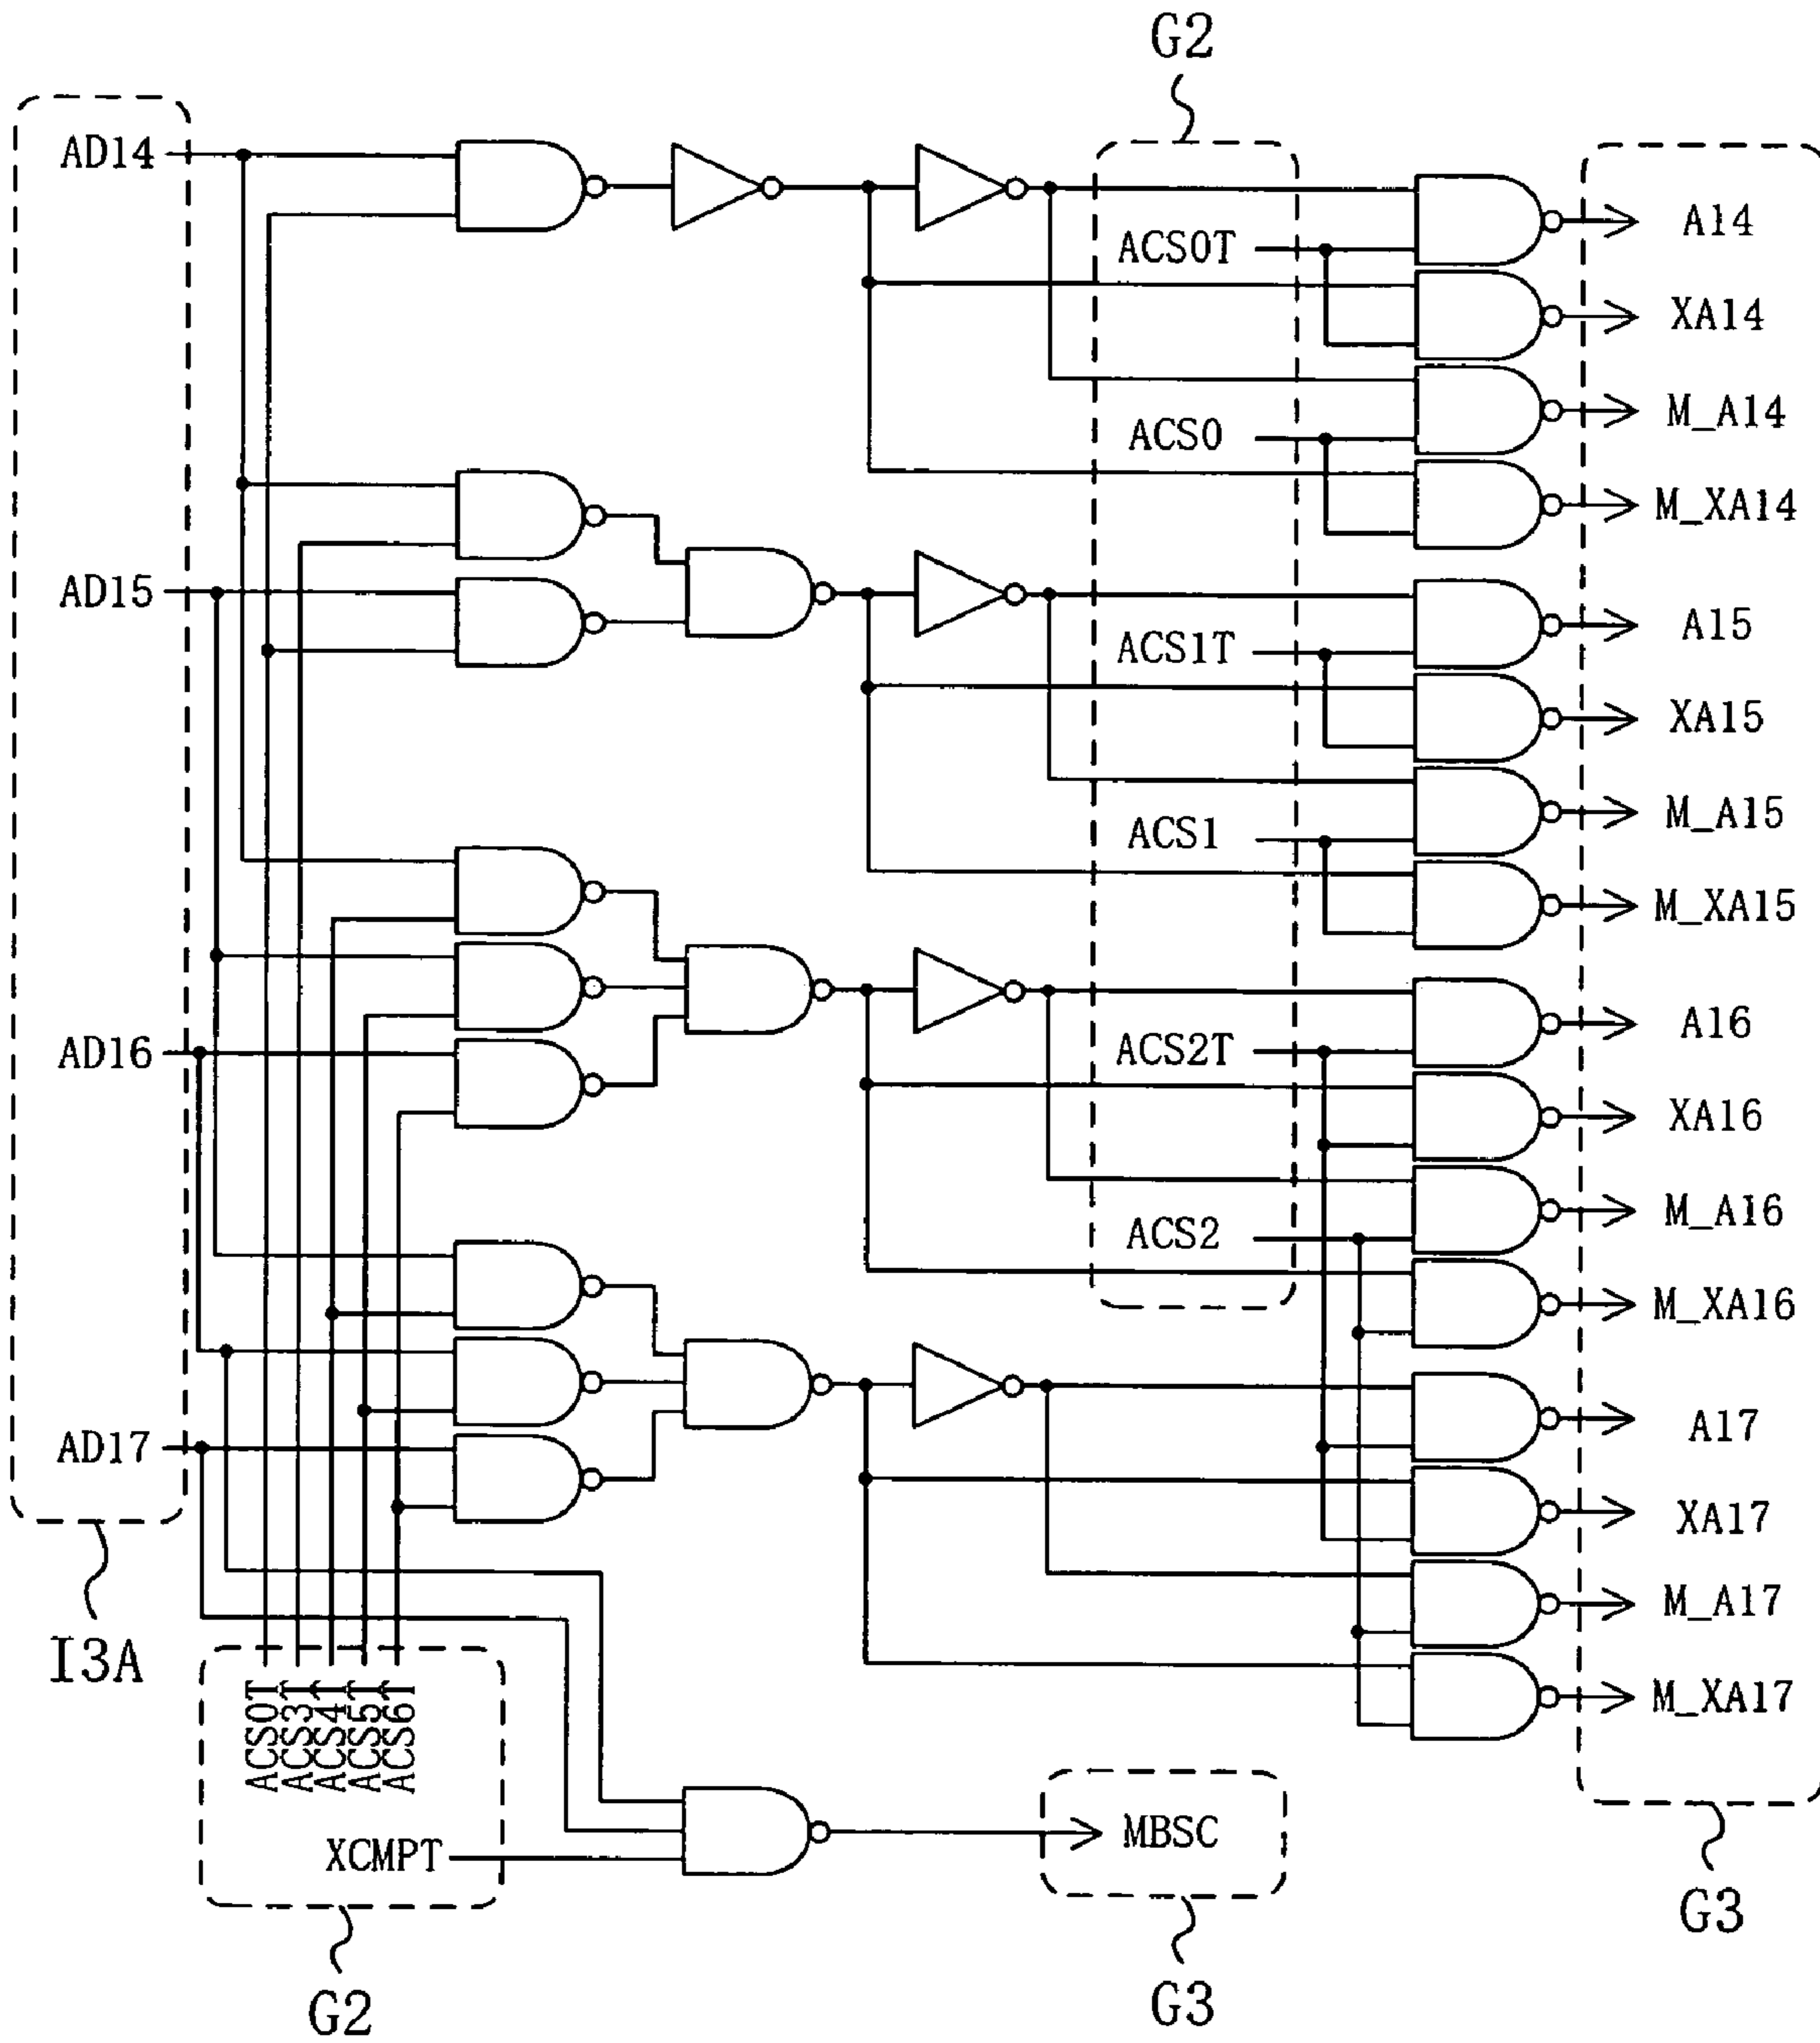 G2
AD14
A14
ACS0T
XA14
M_A14
ACS0
M_XA14
AD15
A15
ACS1T
XA15
M_A15
ACS1
M_XA15
A16
AD16
ACS2T
XA16
M_A16
ACS2
M_XA16
A17
AD17
XA17
M_A17
I3A
M_XA17
ACS0T
ACS3T
ACS4T
ACS5T
ACS6T
MBSC
XCMPT
G3
G3
G2